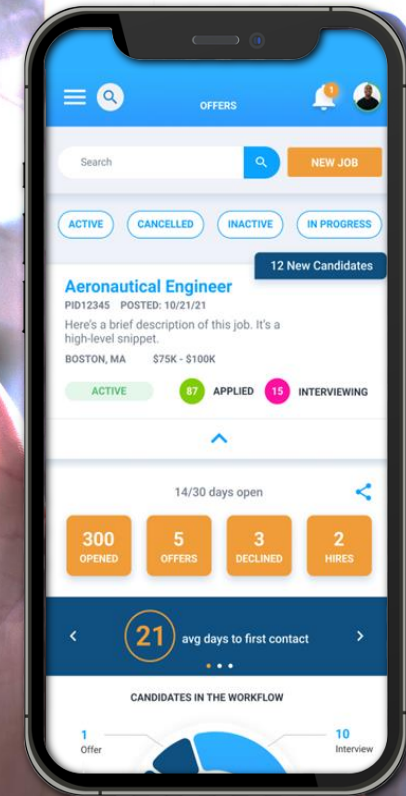 1
OFFERS
Search
NEW JOB
ACTIVE
CANCELLED
INACTIVE
IN PROGRESS
12 New Candidates
Aeronautical Engineer
PID12345 POSTED: 10/21/21
Here's a brief description of this job. It's a
high-level snippet.
BOSTON, MA $75K - $100K
ACTIVE 87 APPLIED 15 INTERVIEWING
14/30 days open
300
OPENED
5
OFFERS
3
DECLINED
2
HIRES
21 avg days to first contact
CANDIDATES IN THE WORKFLOW
1
Offer
10
Interview